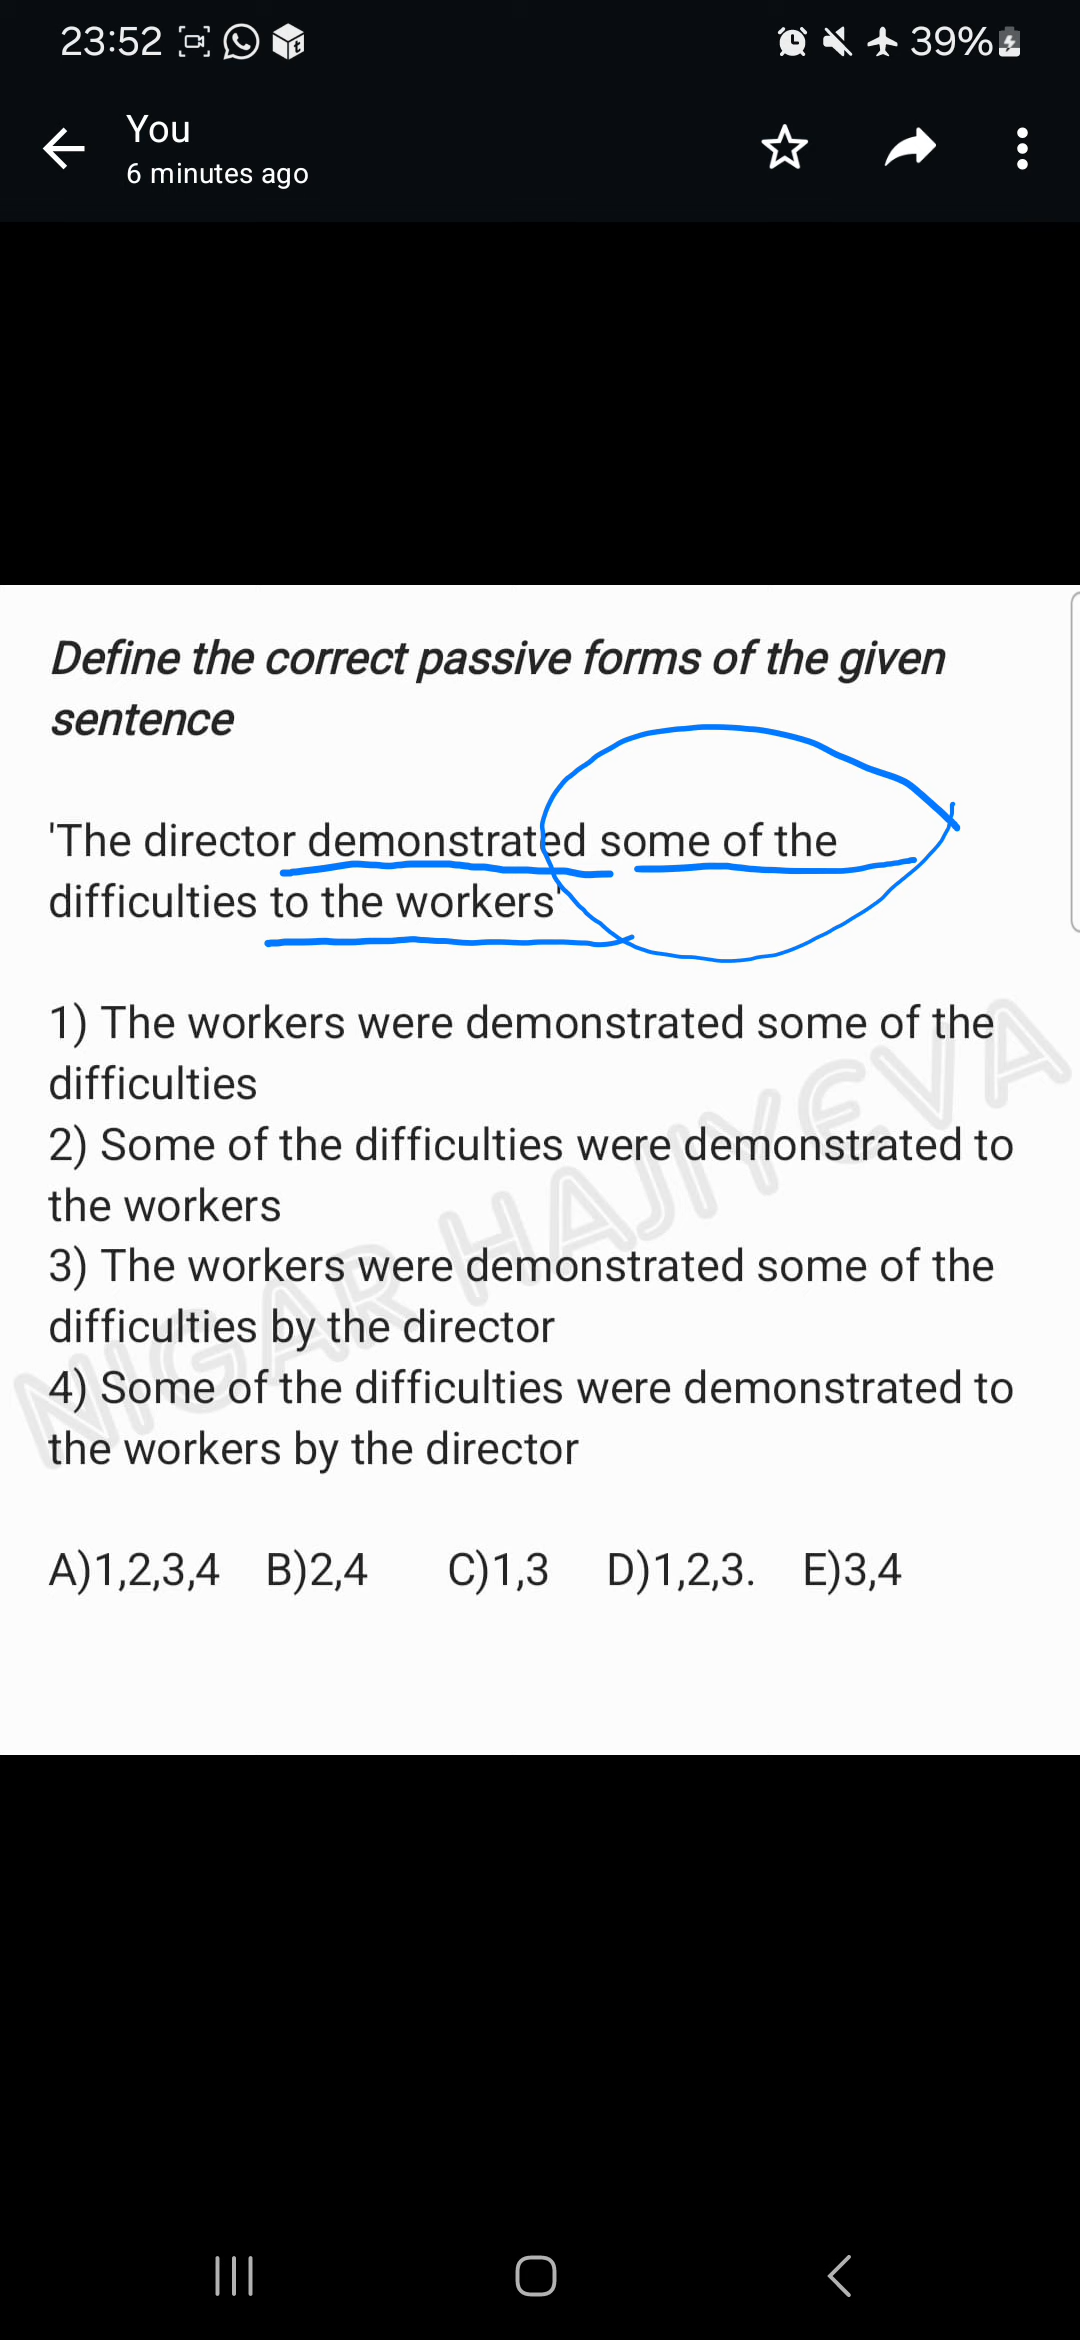 23:52
39%
You
6 minutes ago
Define the correct passive forms of the given
sentence
'The director demonstrated some of the
difficulties to the workers'
1) The workers were demonstrated some of the
difficulties
2) Some of the difficulties were demonstrated to
the workers
3) The workers were demonstrated some of the
difficulties by the director
4) Some of the difficulties were demonstrated to
the workers by the director
A)1,2,3,4 B)2,4 C)1,3 D)1,2,3. E)3,4
NIGAR HAJIYEVA